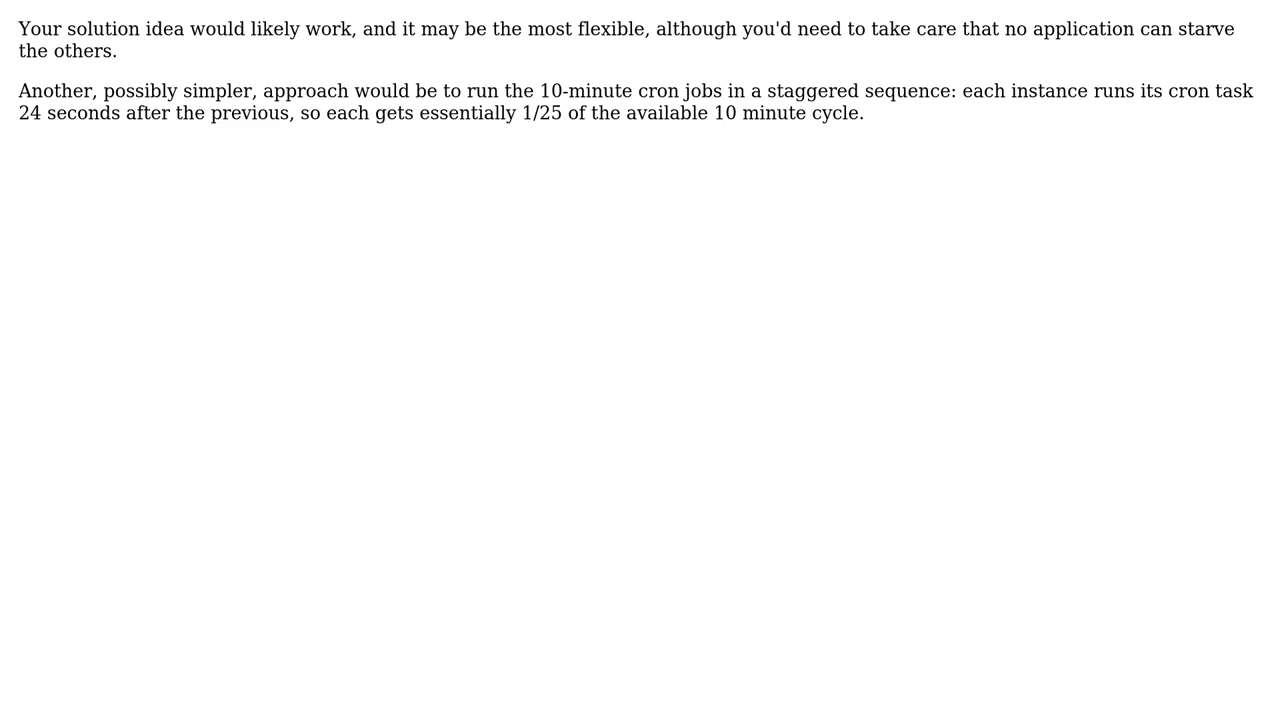 Your solution idea would likely work, and it may be the most flexible, although you'd need to take care that no application can starve
the others.
Another, possibly simpler, approach would be to run the 10-minute cron jobs in a staggered sequence: each instance runs its cron task
24 seconds after the previous, so each gets essentially 1/25 of the available 10 minute cycle.